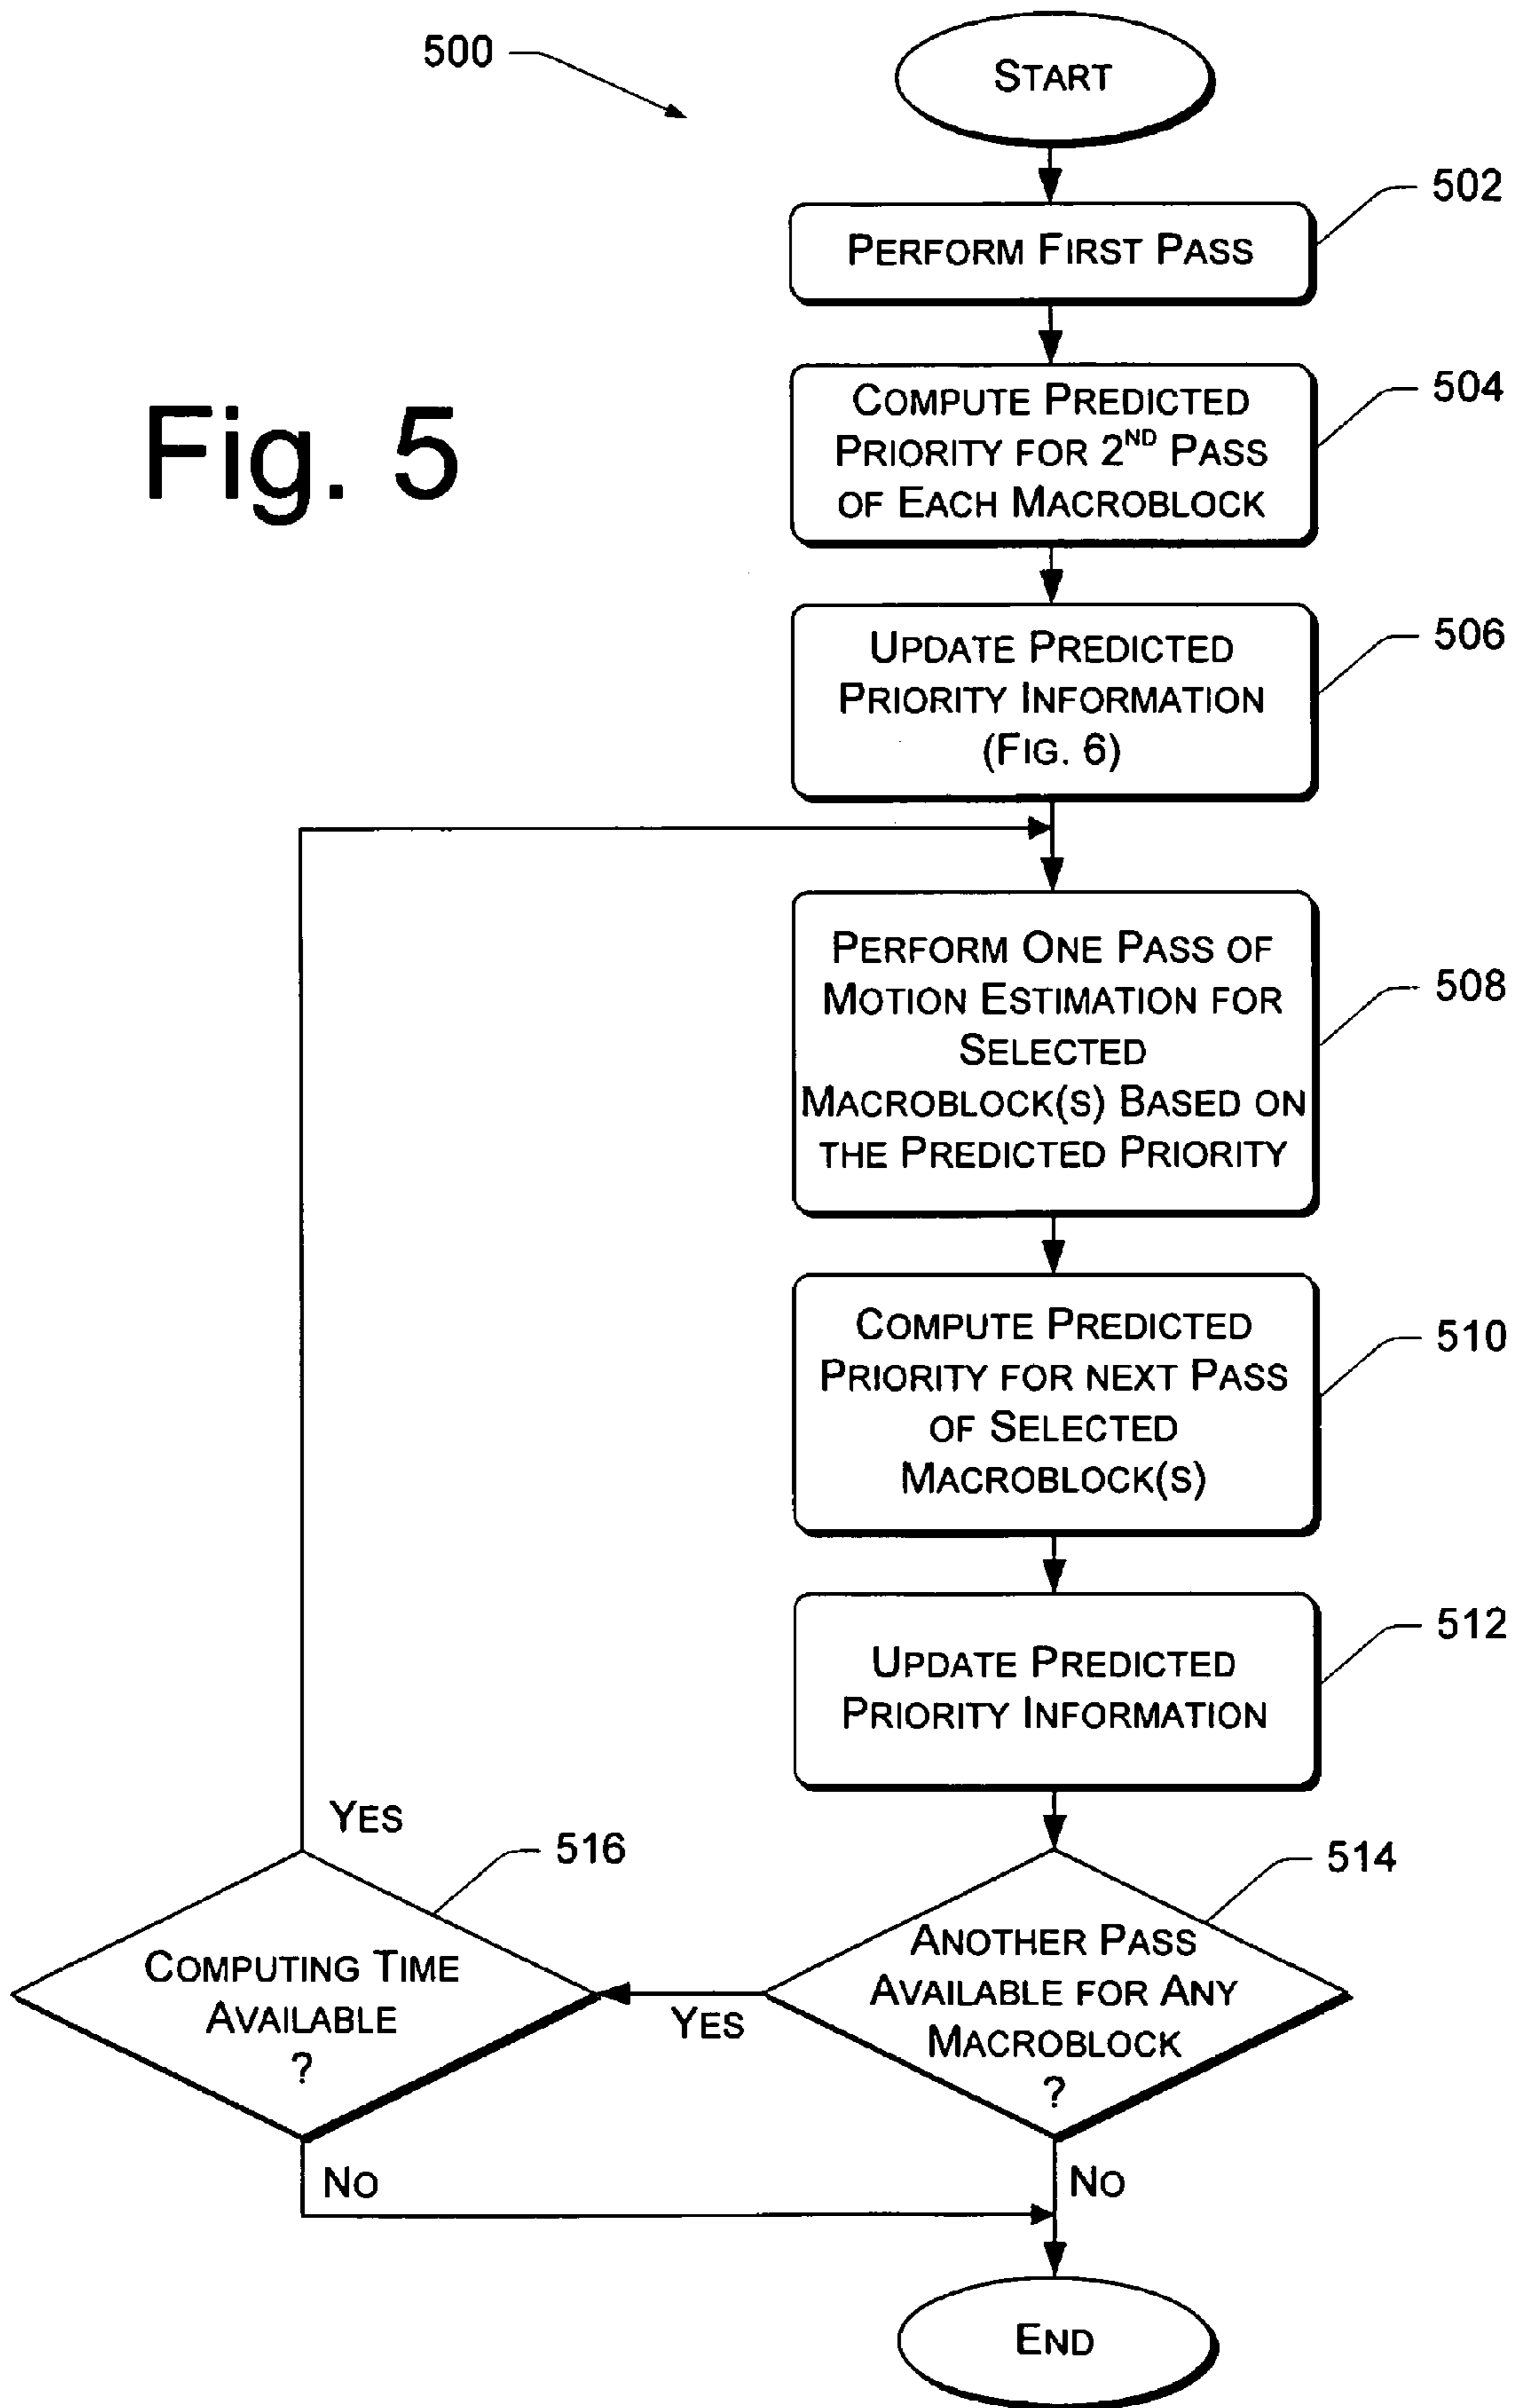 500
START
502
PERFORM FIRST PASS
Fig. 5
504
COMPUTE PREDICTED
PRIORITY FOR 2ND PASS
OF EACH MACROBLOCK
506
UPDATE PREDICTED
PRIORITY INFORMATION
(FIG. 6)
508
PERFORM ONE PASS OF
MOTION ESTIMATION FOR
SELECTED
MACROBLOCK(S) BASED ON
THE PREDICTED PRIORITY
510
COMPUTE PREDICTED
PRIORITY FOR NEXT PASS
OF SELECTED
MACROBLOCK(S)
512
UPDATE PREDICTED
PRIORITY INFORMATION
514
ANOTHER PASS
AVAILABLE FOR ANY
MACROBLOCK
?
YES
NO
516
COMPUTING TIME
AVAILABLE
?
YES
NO
END